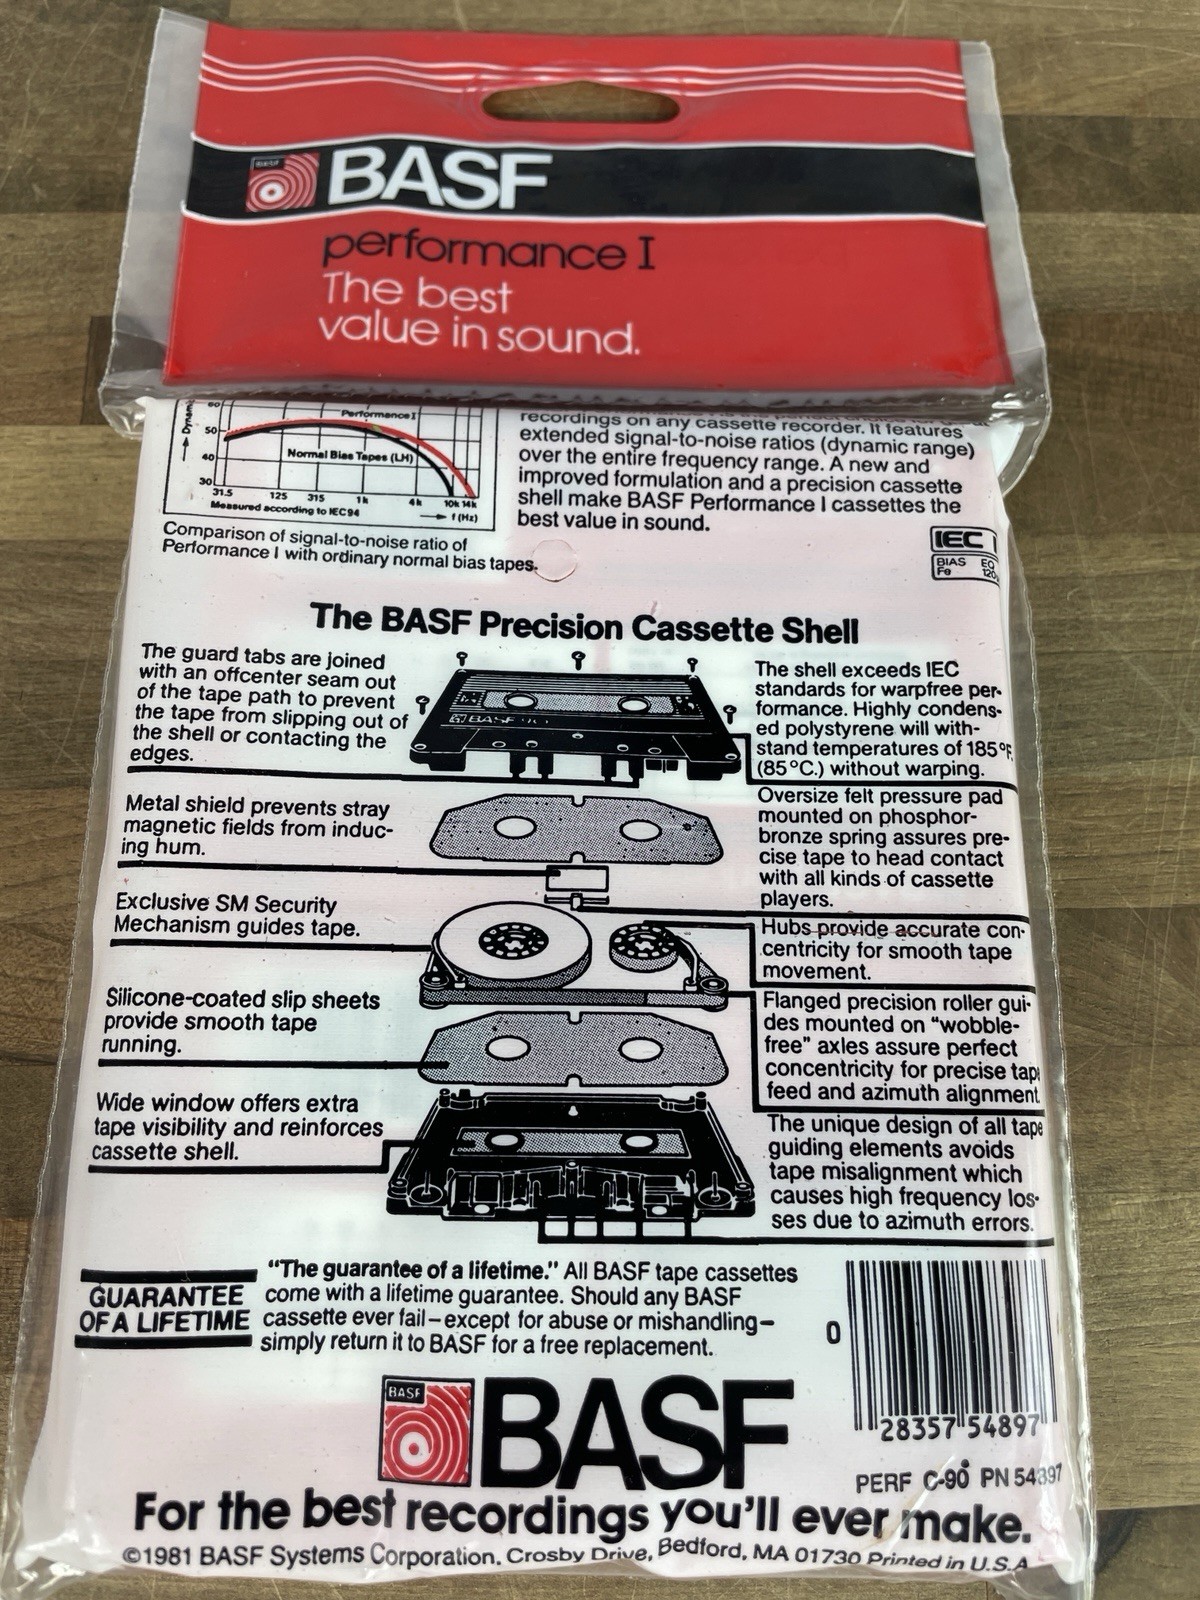 BASF
performance I
The best
value in sound.
60
50
40
30
Performance I
Normal Bias Tapes (LH)
31.5 125 315 1k 4k 10k 14k
Measured according to IEC94
f (Hz)
Comparison of signal-to-noise ratio of
Performance I with ordinary normal bias tapes.
recordings on any cassette recorder. It features
extended signal-to-noise ratios (dynamic range)
over the entire frequency range. A new and
improved formulation and a precision cassette
shell make BASF Performance I cassettes the
best value in sound.
IEC I
BIAS EQ
Fe 120
The BASF Precision Cassette Shell
The guard tabs are joined
with an offcenter seam out
of the tape path to prevent
the tape from slipping out of
the shell or contacting the
edges.
Metal shield prevents stray
magnetic fields from induc-
ing hum.
Exclusive SM Security
Mechanism guides tape.
Silicone-coated slip sheets
provide smooth tape
running.
Wide window offers extra
tape visibility and reinforces
cassette shell.
BASF
The shell exceeds IEC
standards for warpfree per-
formance. Highly condens-
ed polystyrene will with-
stand temperatures of 185°F.
(85°C.) without warping.
Oversize felt pressure pad
mounted on phosphor-
bronze spring assures pre-
cise tape to head contact
with all kinds of cassette
players.
Hubs provide accurate con-
centricity for smooth tape
movement.
Flanged precision roller gui-
des mounted on "wobble-
free" axles assure perfect
concentricity for precise tape
feed and azimuth alignment.
The unique design of all tape
guiding elements avoids
tape misalignment which
causes high frequency los-
ses due to azimuth errors.
GUARANTEE
OF A LIFETIME
"The guarantee of a lifetime." All BASF tape cassettes
come with a lifetime guarantee. Should any BASF
cassette ever fail–except for abuse or mishandling–
simply return it to BASF for a free replacement.
0 28357 54897
PERF C-90 PN 54897
BASF
BASF
For the best recordings you'll ever make.
©1981 BASF Systems Corporation, Crosby Drive, Bedford, MA 01730 Printed in U.S.A